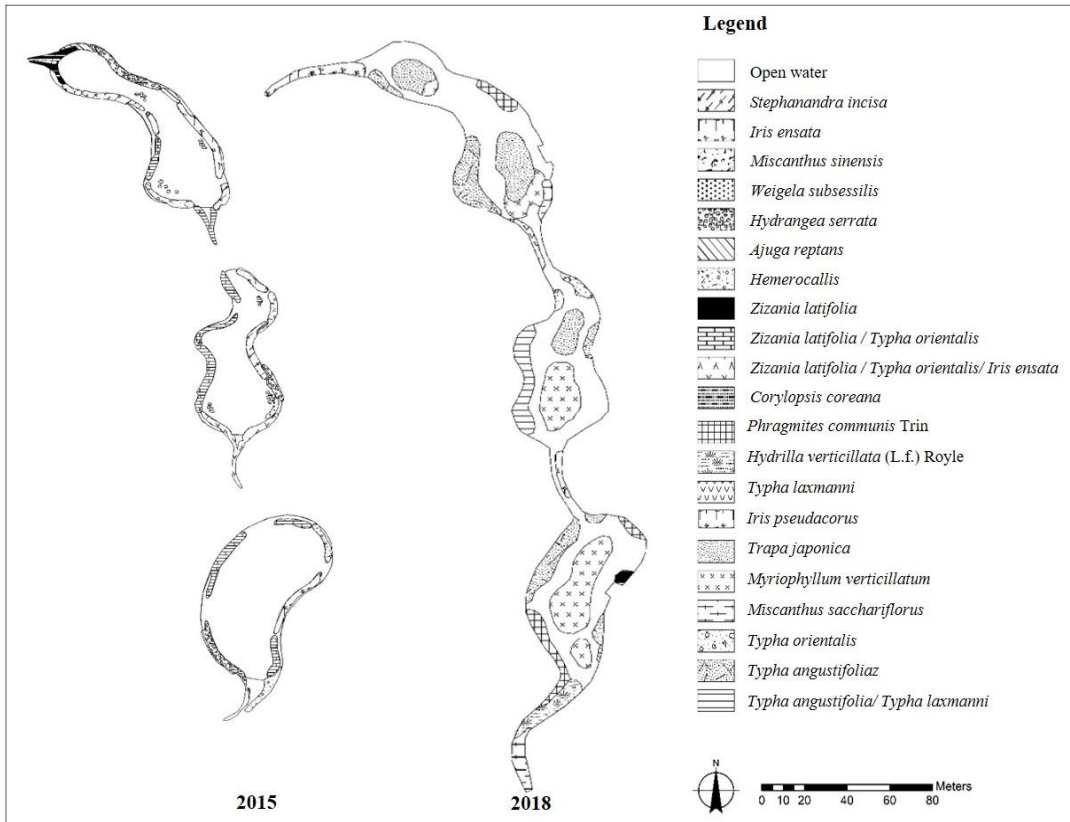 Legend
Open water
Stephanandra incisa
Iris ensata
Miscanthus sinensis
Weigela subsessilis
Hydrangea serrata
Ajuga reptans
Hemerocallis
Zizania latifolia
Zizania latifolia / Typha orientalis
Zizania latifolia / Typha orientalis/ Iris ensata
Corylopsis coreana
Phragmites communis Trin
Hydrilla verticillata (L.f.) Royle
Typha laxmanni
Iris pseudacorus
Trapa japonica
Myriophyllum verticillatum
Miscanthus sacchariflorus
Typha orientalis
Typha angustifoliaz
Typha angustifolia/ Typha laxmanni
N
Meters
0 10 20 40 60 80
2015
2018